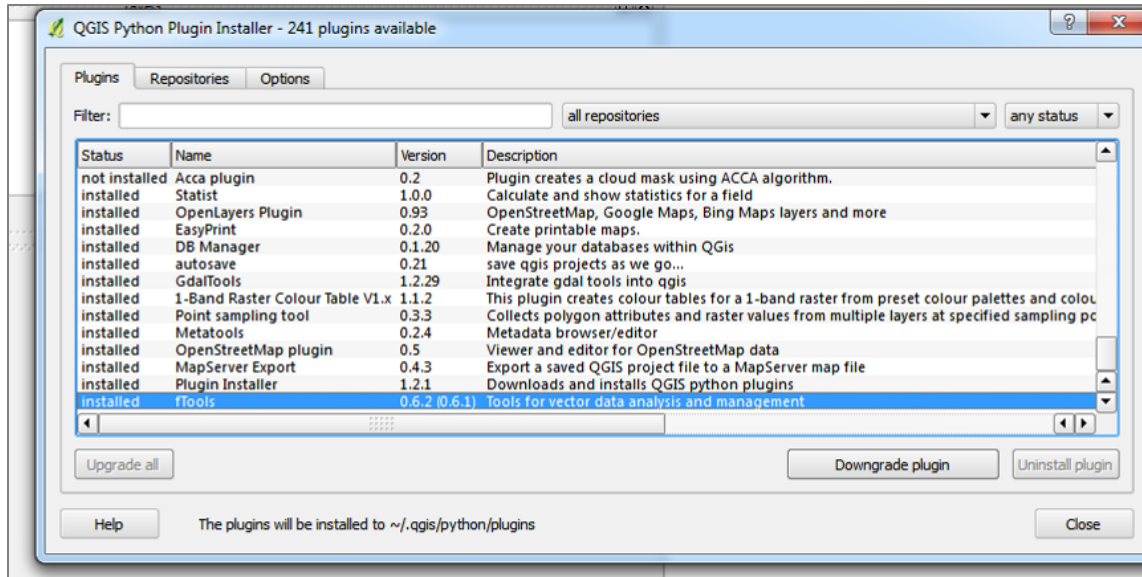 QGIS Python Plugin Installer - 241 plugins available
Plugins Repositories Options
Filter: all repositories any status
Status Name Version Description
not installed Acca plugin 0.2 Plugin creates a cloud mask using ACCA algorithm.
installed Statist 1.0.0 Calculate and show statistics for a field
installed OpenLayers Plugin 0.93 OpenStreetMap, Google Maps, Bing Maps layers and more
installed EasyPrint 0.2.0 Create printable maps.
installed DB Manager 0.1.20 Manage your databases within QGis
installed autosave 0.21 save qgis projects as we go...
installed GdalTools 1.2.29 Integrate gdal tools into qgis
installed 1-Band Raster Colour Table V1.x 1.1.2 This plugin creates colour tables for a 1-band raster from preset colour palettes and colou
installed Point sampling tool 0.3.3 Collects polygon attributes and raster values from multiple layers at specified sampling po
installed Metatools 0.2.4 Metadata browser/editor
installed OpenStreetMap plugin 0.5 Viewer and editor for OpenStreetMap data
installed MapServer Export 0.4.3 Export a saved QGIS project file to a MapServer map file
installed Plugin Installer 1.2.1 Downloads and installs QGIS python plugins
installed fTools 0.6.2 (0.6.1) Tools for vector data analysis and management
Upgrade all Downgrade plugin Uninstall plugin
Help The plugins will be installed to ~/.qgis/python/plugins Close